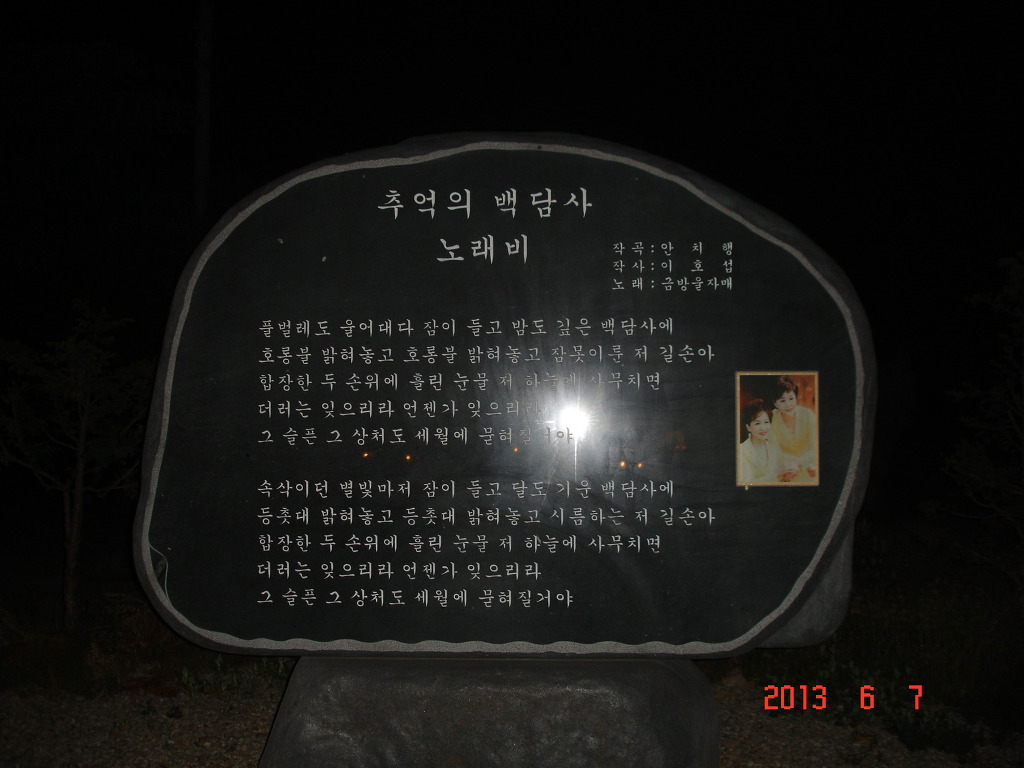 추억의 백담사
노래비
작곡:안 치 행
작사:이 호 섭
노래:금방울자매
플벌레도 울어대다 잠이 들고 밤도 깊은 백담사에
호롱불 밝혀놓고 호롱불 밝혀놓고 잠못이룬 저 길손아
합장한 두 손위에 흘린 눈물 저 하늘에 사무치면
더러는 잊으리라 언젠가 잊으리라
그 슬픈 그 상처도 세월에 묻혀질거야
속삭이던 별빛마저 잠이 들고 달도 기운 백담사에
등촛대 밝혀놓고 등촛대 밝혀놓고 시름하는 저 길손아
합장한 두 손위에 흘린 눈물 저 하늘에 사무치면
더러는 잊으리라 언젠가 잊으리라
그 슬픈 그 상처도 세월에 묻혀질거야
2013 6 7